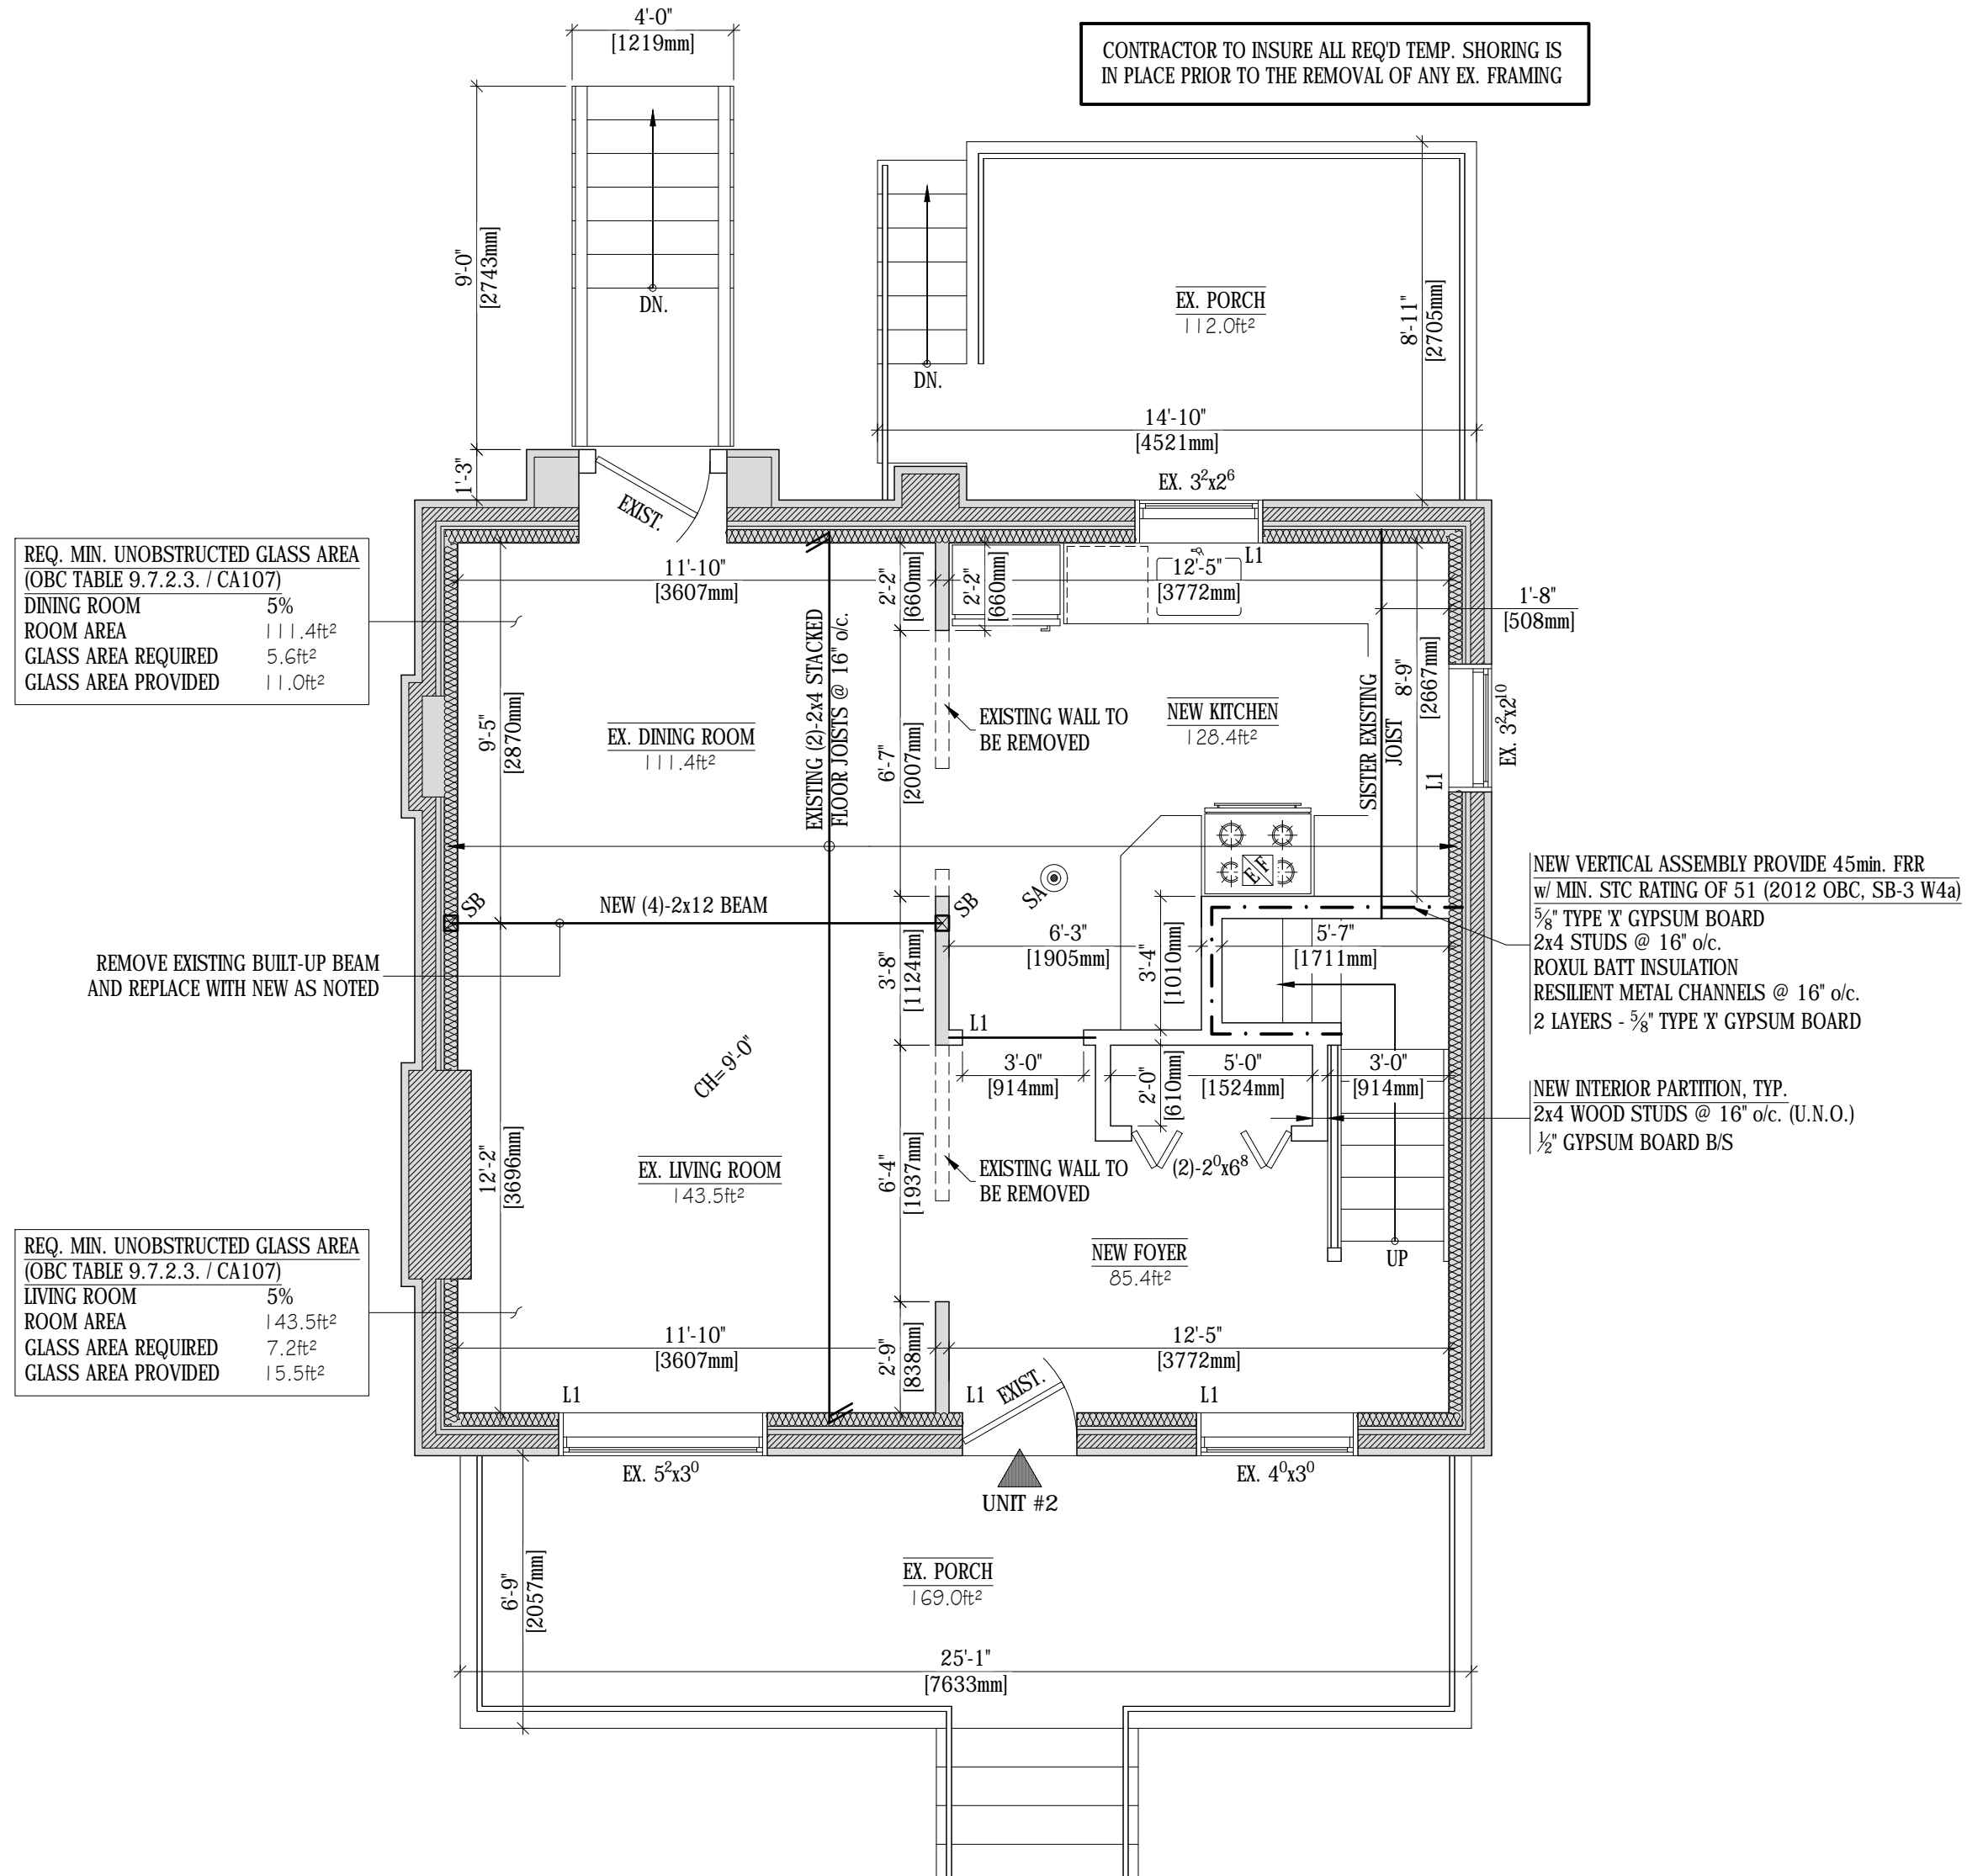 4'-0"
[1219mm]
CONTRACTOR TO INSURE ALL REQ'D TEMP. SHORING IS
IN PLACE PRIOR TO THE REMOVAL OF ANY EX. FRAMING
9'-0"
[2743mm]
DN.
EX. PORCH
112.0ft²
8'-11"
[2705mm]
DN.
14'-10"
[4521mm]
1'-3"
EXIST.
EX. 3²x2⁶
L1
REQ. MIN. UNOBSTRUCTED GLASS AREA
(OBC TABLE 9.7.2.3. / CA107)
DINING ROOM 5%
ROOM AREA 111.4ft²
GLASS AREA REQUIRED 5.6ft²
GLASS AREA PROVIDED 11.0ft²
11'-10"
[3607mm]
2'-2"
[660mm]
2'-2"
[660mm]
12'-5"
[3772mm]
1'-8"
[508mm]
9'-5"
[2870mm]
EX. DINING ROOM
111.4ft²
EXISTING (2)-2x4 STACKED
FLOOR JOISTS @ 16" o/c.
6'-7"
[2007mm]
EXISTING WALL TO
BE REMOVED
NEW KITCHEN
128.4ft²
SISTER EXISTING
JOIST
8'-9"
[2667mm]
L1
EX. 3²x2¹⁰
SB
NEW (4)-2x12 BEAM
SB
SA
EF
REMOVE EXISTING BUILT-UP BEAM
AND REPLACE WITH NEW AS NOTED
3'-8"
[1124mm]
6'-3"
[1905mm]
3'-4"
[1010mm]
5'-7"
[1711mm]
NEW VERTICAL ASSEMBLY PROVIDE 45min. FRR
w/ MIN. STC RATING OF 51 (2012 OBC, SB-3 W4a)
⅝" TYPE 'X' GYPSUM BOARD
2x4 STUDS @ 16" o/c.
ROXUL BATT INSULATION
RESILIENT METAL CHANNELS @ 16" o/c.
2 LAYERS - ⅝" TYPE 'X' GYPSUM BOARD
CH= 9'-0"
L1
3'-0"
[914mm]
2'-0"
[610mm]
5'-0"
[1524mm]
3'-0"
[914mm]
NEW INTERIOR PARTITION, TYP.
2x4 WOOD STUDS @ 16" o/c. (U.N.O.)
½" GYPSUM BOARD B/S
12'-2"
[3696mm]
EX. LIVING ROOM
143.5ft²
6'-4"
[1937mm]
EXISTING WALL TO
BE REMOVED
(2)-2⁰x6⁸
NEW FOYER
85.4ft²
UP
REQ. MIN. UNOBSTRUCTED GLASS AREA
(OBC TABLE 9.7.2.3. / CA107)
LIVING ROOM 5%
ROOM AREA 143.5ft²
GLASS AREA REQUIRED 7.2ft²
GLASS AREA PROVIDED 15.5ft²
11'-10"
[3607mm]
2'-9"
[838mm]
12'-5"
[3772mm]
L1
L1
EXIST.
L1
EX. 5²x3⁰
UNIT #2
EX. 4⁰x3⁰
6'-9"
[2057mm]
EX. PORCH
169.0ft²
25'-1"
[7633mm]